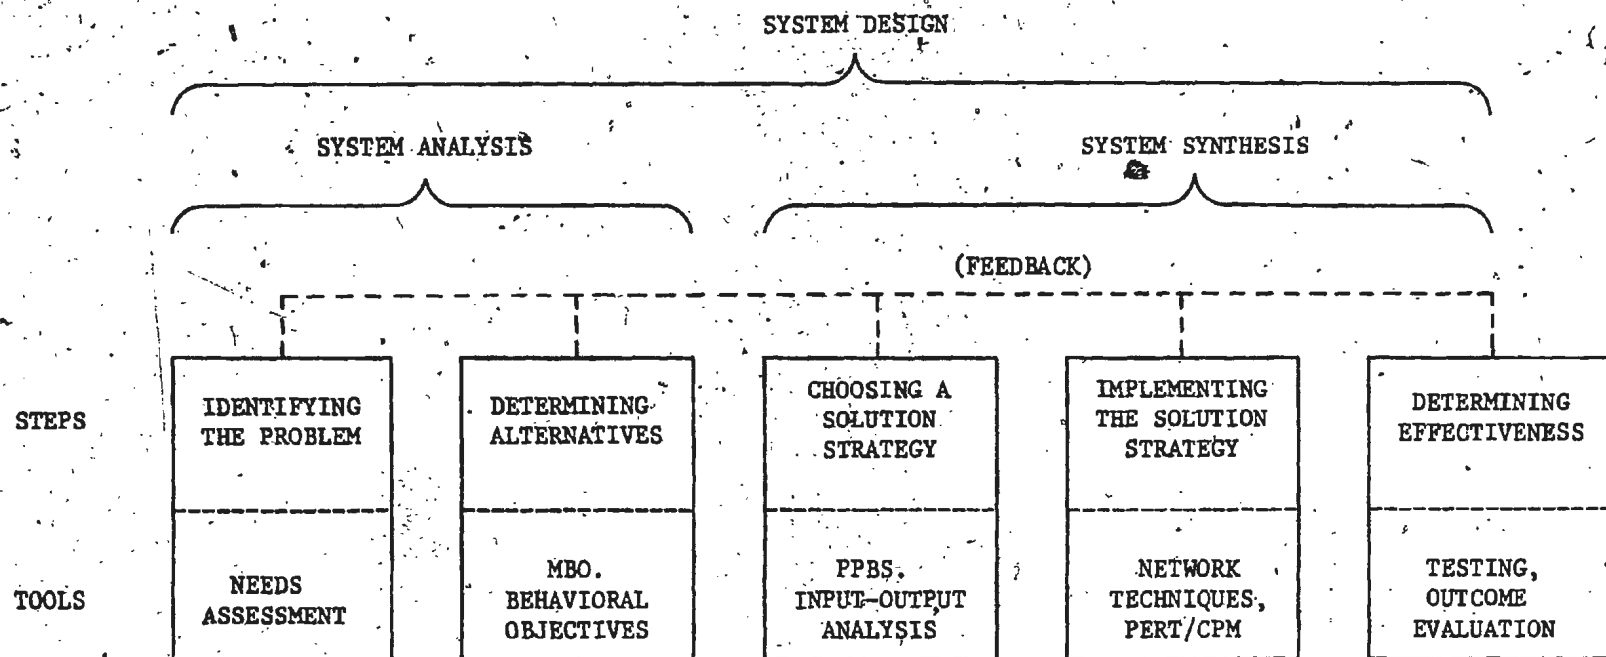 SYSTEM DESIGN
SYSTEM ANALYSIS
SYSTEM SYNTHESIS
(FEEDBACK)
STEPS
IDENTIFYING
THE PROBLEM
DETERMINING
ALTERNATIVES
CHOOSING A
SOLUTION
STRATEGY
IMPLEMENTING
THE SOLUTION
STRATEGY
DETERMINING
EFFECTIVENESS
TOOLS
NEEDS
ASSESSMENT
MBO.
BEHAVIORAL
OBJECTIVES
PPBS.
INPUT-OUTPUT
ANALYSIS
NETWORK
TECHNIQUES,
PERT/CPM
TESTING,
OUTCOME
EVALUATION